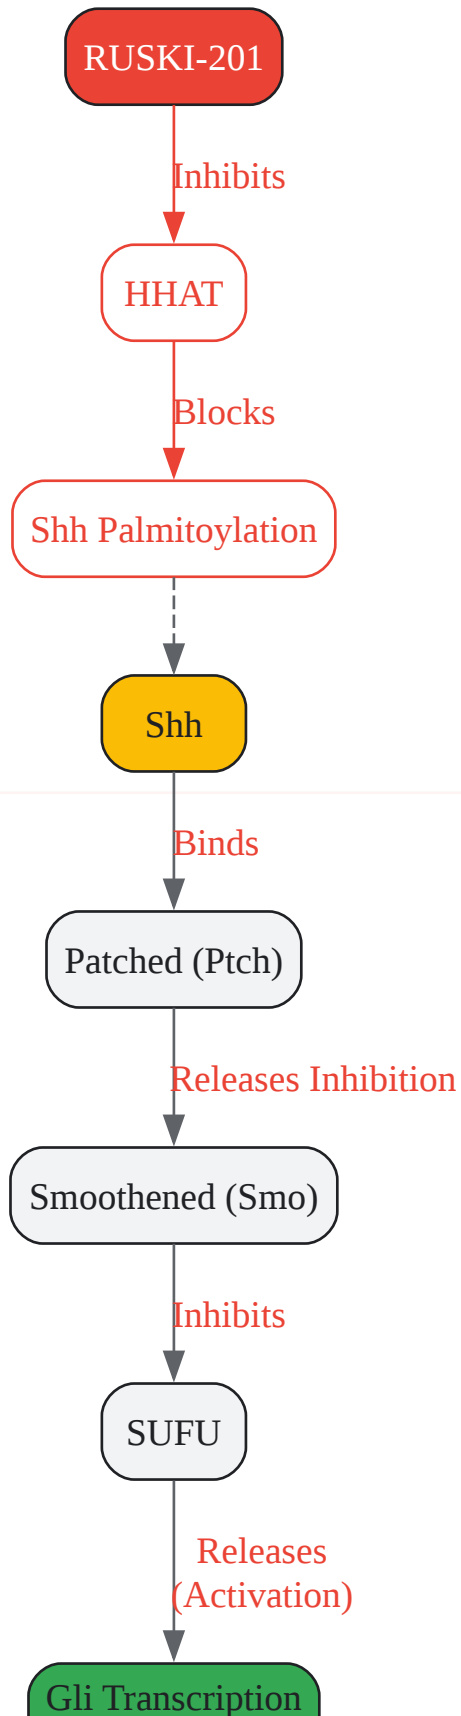 RUSKI-201
Inhibits
HHAT
Blocks
Shh Palmitoylation
Shh
Binds
Patched (Ptch)
Releases Inhibition
Smoothened (Smo)
Inhibits
SUFU
Releases
(Activation)
Gli Transcription